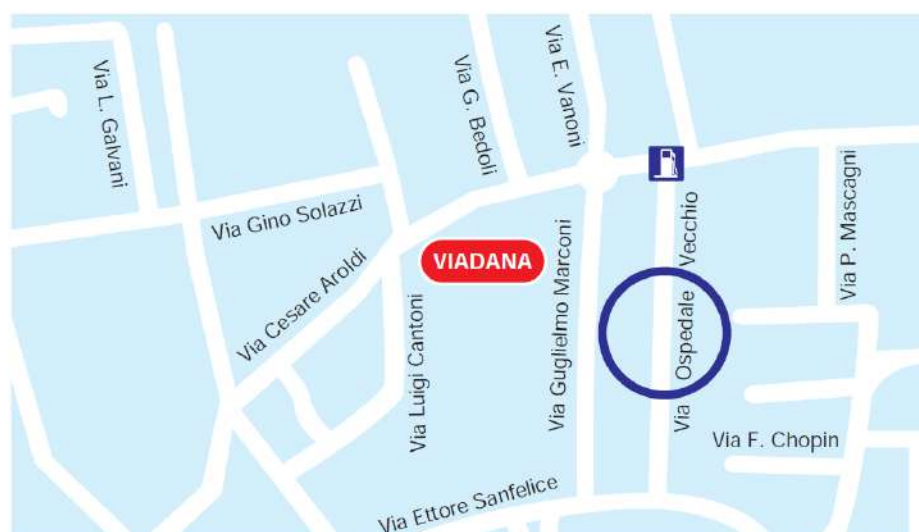 Via L. Galvani
Via G. Bedoli
Via E. Vanoni
Via Gino Solazzi
Via Cesare Aroldi
VIADANA
Via Luigi Cantoni
Via Guglielmo Marconi
Via Ospedale Vecchio
Via P. Mascagni
Via F. Chopin
Via Ettore Sanfelice